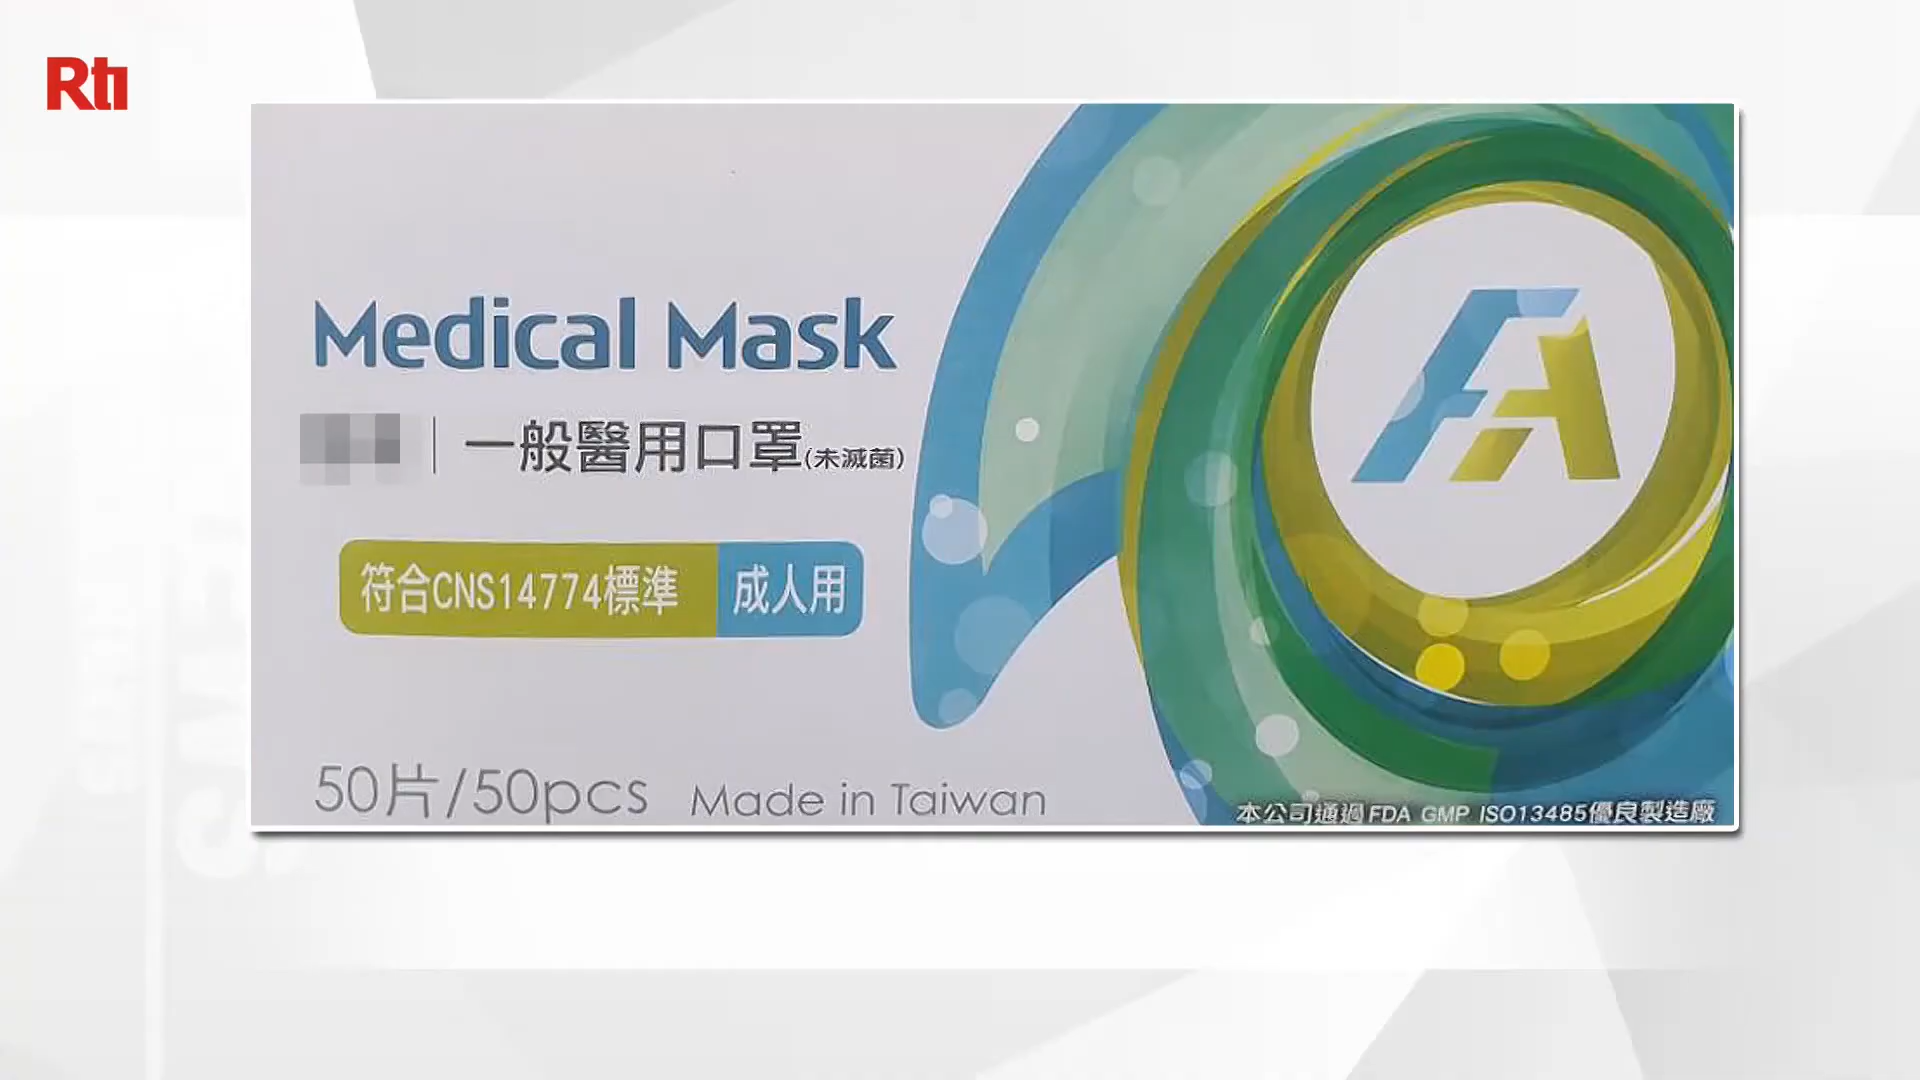 Rti
Medical Mask
一般醫用口罩(未滅菌)
FA
符合CNS14774標準 成人用
50片/50pcs Made in Taiwan
本公司通過FDA GMP ISO13485優良製造廠